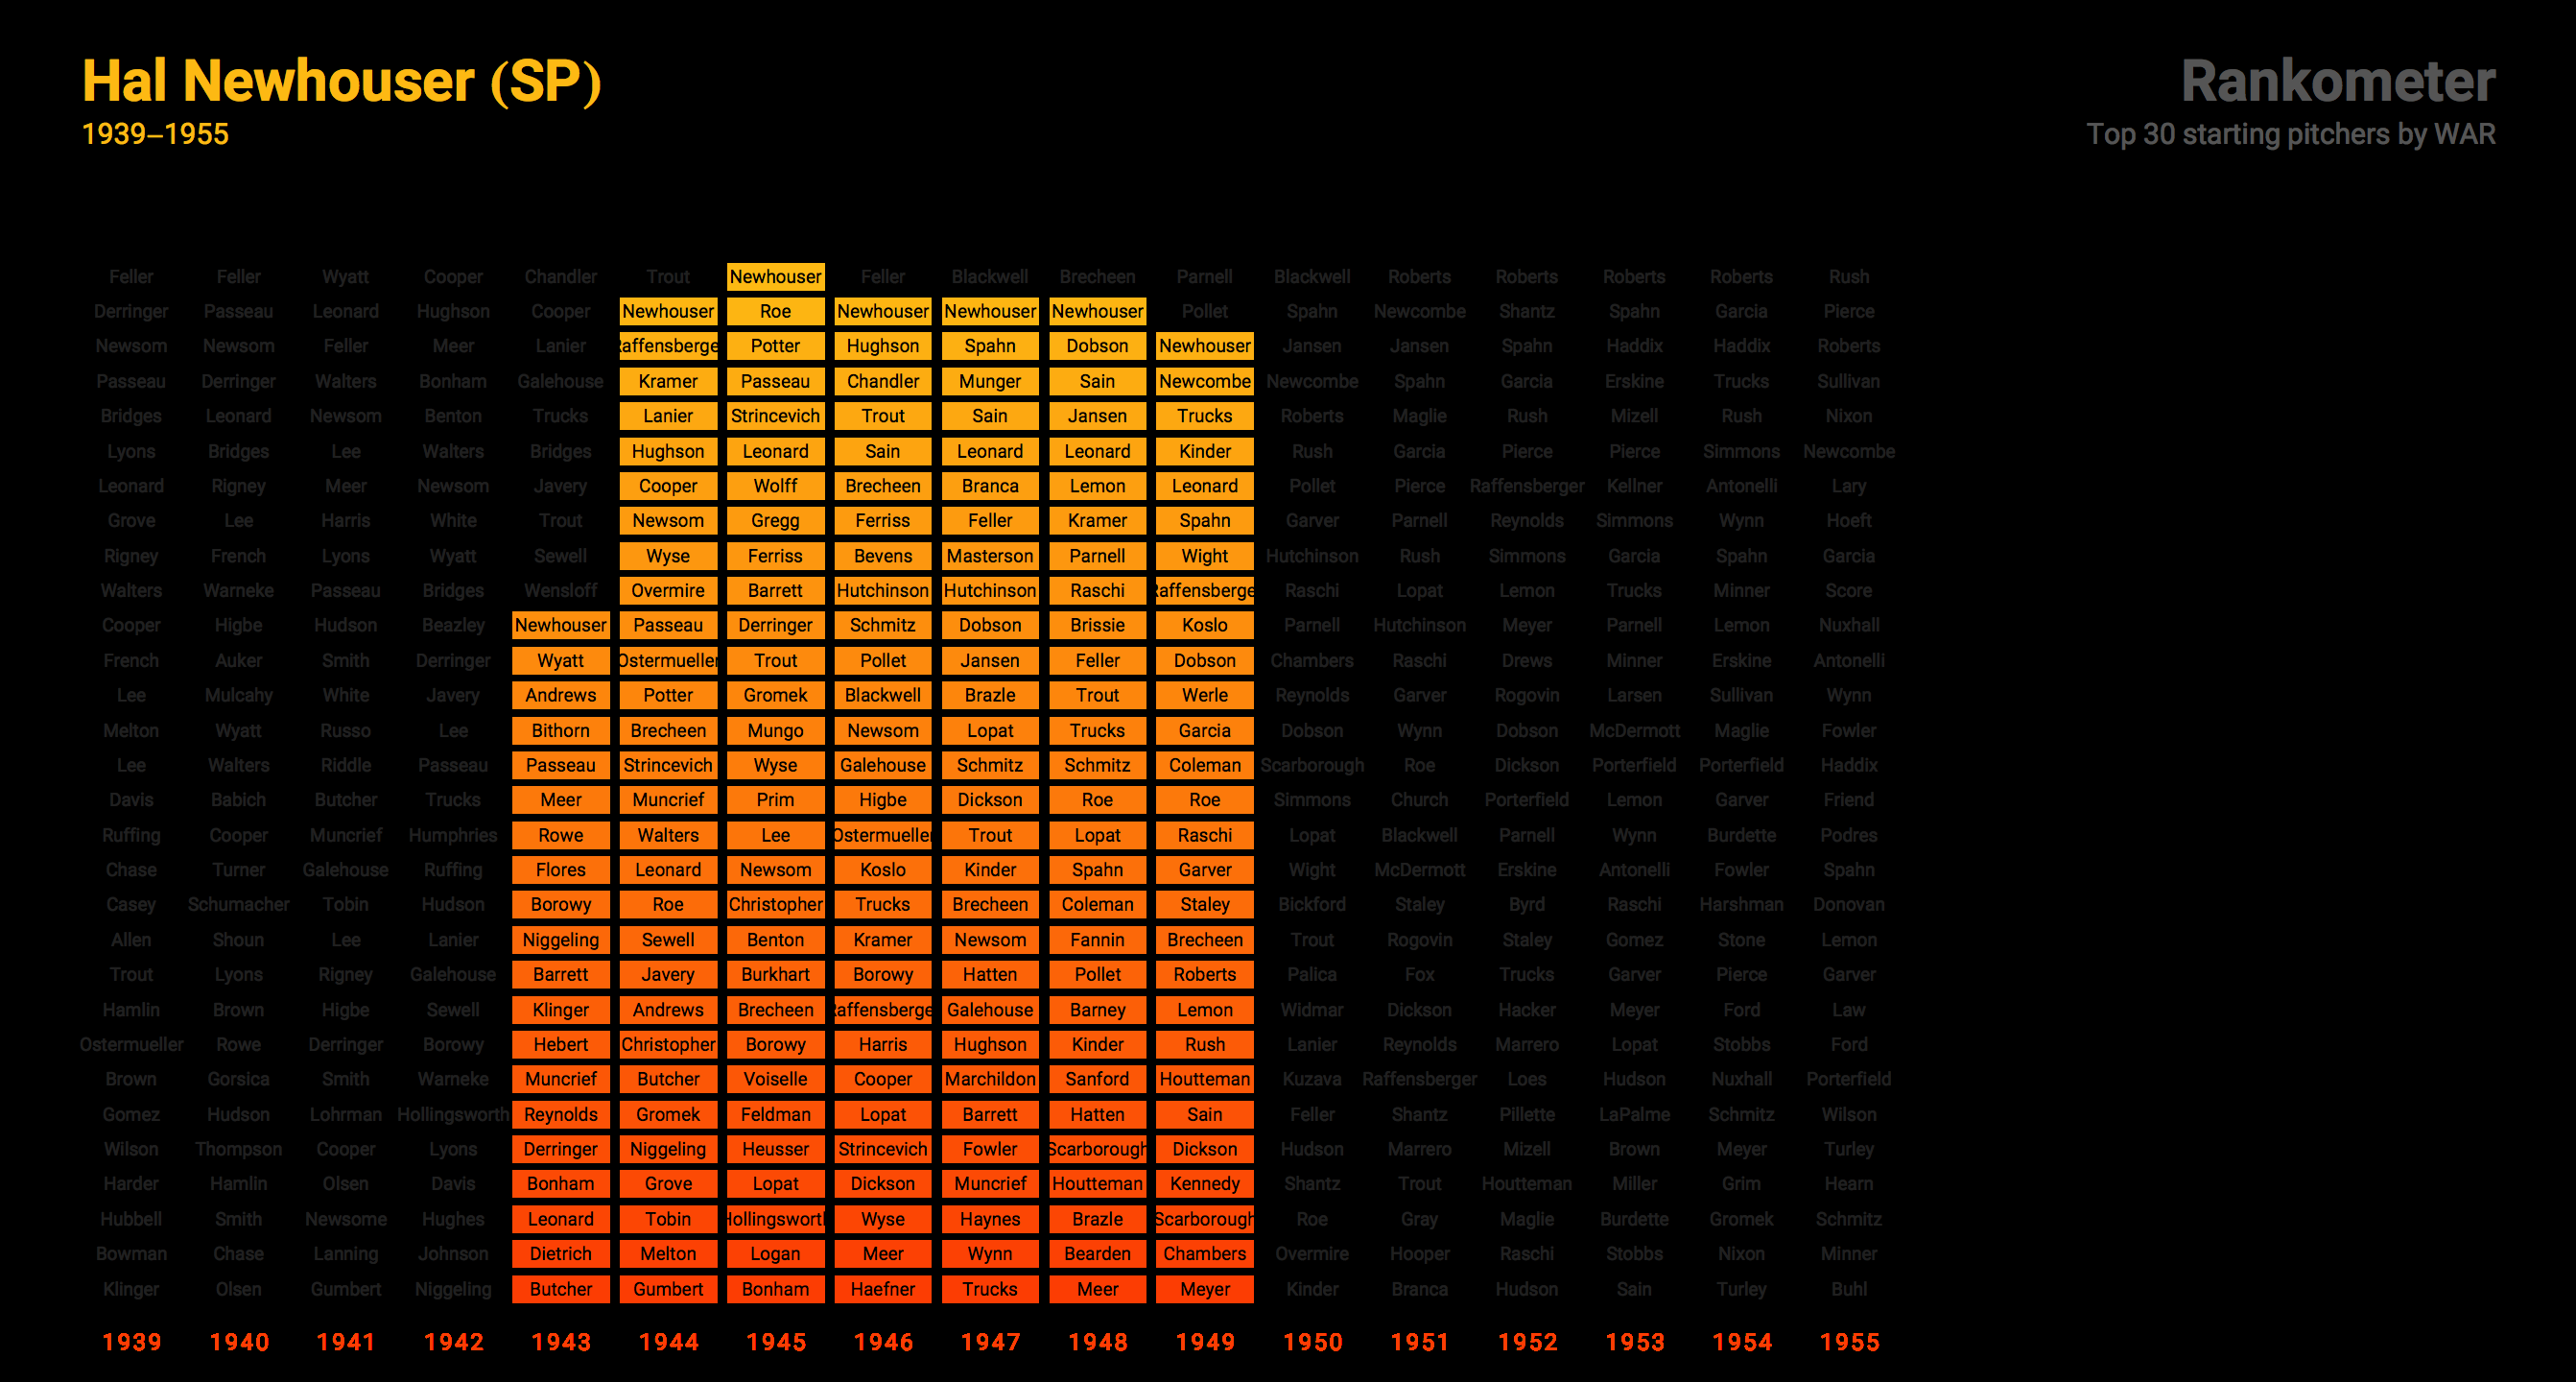 Hal Newhouser (SP)
1939–1955
Rankometer
Top 30 starting pitchers by WAR
Feller Feller Wyatt Cooper Chandler Trout Newhouser Feller Blackwell Brecheen Parnell Blackwell Roberts Roberts Roberts Roberts Rush
Derringer Passeau Leonard Hughson Cooper Newhouser Roe Newhouser Newhouser Newhouser Pollet Spahn Newcombe Shantz Spahn Garcia Pierce
Newsom Newsom Feller Meer Lanier Raffensberge Potter Hughson Spahn Dobson Newhouser Jansen Jansen Spahn Haddix Haddix Roberts
Passeau Derringer Walters Bonham Galehouse Kramer Passeau Chandler Munger Sain Newcombe Newcombe Spahn Garcia Erskine Trucks Sullivan
Bridges Leonard Newsom Benton Trucks Lanier Strincevich Trout Sain Jansen Trucks Roberts Maglie Rush Mizell Rush Nixon
Lyons Bridges Lee Walters Bridges Hughson Leonard Sain Leonard Leonard Kinder Rush Garcia Pierce Pierce Simmons Newcombe
Leonard Rigney Meer Newsom Javery Cooper Wolff Brecheen Branca Lemon Leonard Pollet Pierce Raffensberger Kellner Antonelli Lary
Grove Lee Harris White Trout Newsom Gregg Ferriss Feller Kramer Spahn Garver Parnell Reynolds Simmons Wynn Hoeft
Rigney French Lyons Wyatt Sewell Wyse Ferriss Bevens Masterson Parnell Wight Hutchinson Rush Simmons Garcia Spahn Garcia
Walters Warneke Passeau Bridges Wensloff Overmire Barrett Hutchinson Hutchinson Raschi Raffensberge Raschi Lopat Lemon Trucks Minner Score
Cooper Higbe Hudson Beazley Newhouser Passeau Derringer Schmitz Dobson Brissie Koslo Parnell Hutchinson Meyer Parnell Lemon Nuxhall
French Auker Smith Derringer Wyatt Ostermueller Trout Pollet Jansen Feller Dobson Chambers Raschi Drews Minner Erskine Antonelli
Lee Mulcahy White Javery Andrews Potter Gromek Blackwell Brazle Trout Werle Reynolds Garver Rogovin Larsen Sullivan Wynn
Melton Wyatt Russo Lee Bithorn Brecheen Mungo Newsom Lopat Trucks Garcia Dobson Wynn Dobson McDermott Maglie Fowler
Lee Walters Riddle Passeau Passeau Strincevich Wyse Galehouse Schmitz Schmitz Coleman Scarborough Roe Dickson Porterfield Porterfield Haddix
Davis Babich Butcher Trucks Meer Muncrief Prim Higbe Dickson Roe Roe Simmons Church Porterfield Lemon Garver Friend
Ruffing Cooper Muncrief Humphries Rowe Walters Lee Ostermueller Trout Lopat Raschi Lopat Blackwell Parnell Wynn Burdette Podres
Chase Turner Galehouse Ruffing Flores Leonard Newsom Koslo Kinder Spahn Garver Wight McDermott Erskine Antonelli Fowler Spahn
Casey Schumacher Tobin Hudson Borowy Roe Christopher Trucks Brecheen Coleman Staley Bickford Staley Byrd Raschi Harshman Donovan
Allen Shoun Lee Lanier Niggeling Sewell Benton Kramer Newsom Fannin Brecheen Trout Rogovin Staley Gomez Stone Lemon
Trout Lyons Rigney Galehouse Barrett Javery Burkhart Borowy Hatten Pollet Roberts Palica Fox Trucks Garver Pierce Garver
Hamlin Brown Higbe Sewell Klinger Andrews Brecheen Raffensberge Galehouse Barney Lemon Widmar Dickson Hacker Meyer Ford Law
Ostermueller Rowe Derringer Borowy Hebert Christopher Borowy Harris Hughson Kinder Rush Lanier Reynolds Marrero Lopat Stobbs Ford
Brown Gorsica Smith Warneke Muncrief Butcher Voiselle Cooper Marchildon Sanford Houtteman Kuzava Raffensberger Loes Hudson Nuxhall Porterfield
Gomez Hudson Lohrman Hollingsworth Reynolds Gromek Feldman Lopat Barrett Hatten Sain Feller Shantz Pillette LaPalme Schmitz Wilson
Wilson Thompson Cooper Lyons Derringer Niggeling Heusser Strincevich Fowler Scarborough Dickson Hudson Marrero Mizell Brown Meyer Turley
Harder Hamlin Olsen Davis Bonham Grove Lopat Dickson Muncrief Houtteman Kennedy Shantz Trout Houtteman Miller Grim Hearn
Hubbell Smith Newsome Hughes Leonard Tobin Hollingsworth Wyse Haynes Brazle Scarborough Roe Gray Maglie Burdette Gromek Schmitz
Bowman Chase Lanning Johnson Dietrich Melton Logan Meer Wynn Bearden Chambers Overmire Hooper Raschi Stobbs Nixon Minner
Klinger Olsen Gumbert Niggeling Butcher Gumbert Bonham Haefner Trucks Meer Meyer Kinder Branca Hudson Sain Turley Buhl
1939 1940 1941 1942 1943 1944 1945 1946 1947 1948 1949 1950 1951 1952 1953 1954 1955